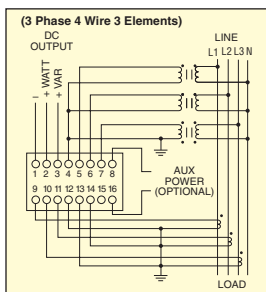 (3 Phase 4 Wire 3 Elements)
DC
OUTPUT
LINE
L1 L2 L3 N
–
+ WATT
+ VAR
1 2 3 4 5 6 7 8
9 10 11 12 13 14 15 16
AUX
POWER
(OPTIONAL)
LOAD